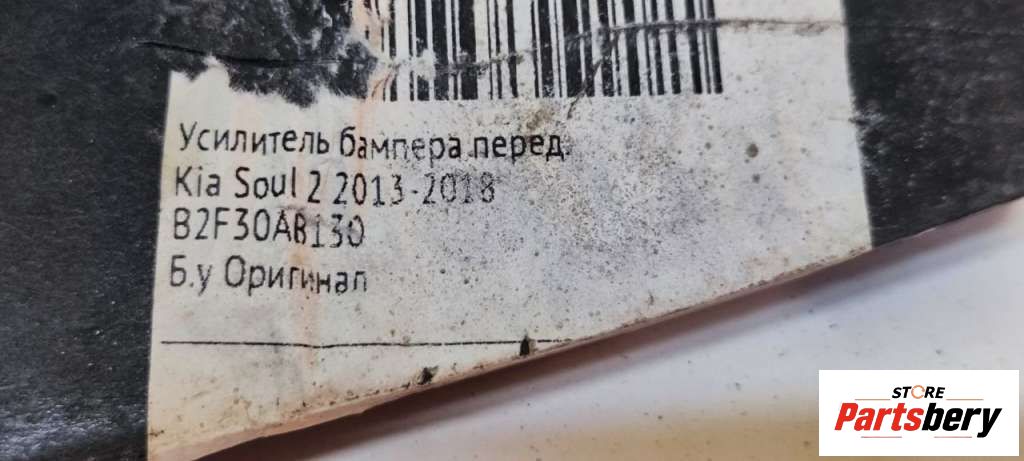 Усилитель бампера перед.
Kia Soul 2 2013-2018
B2F30AB130
Б.у Оригинал
STORE
Partsbery